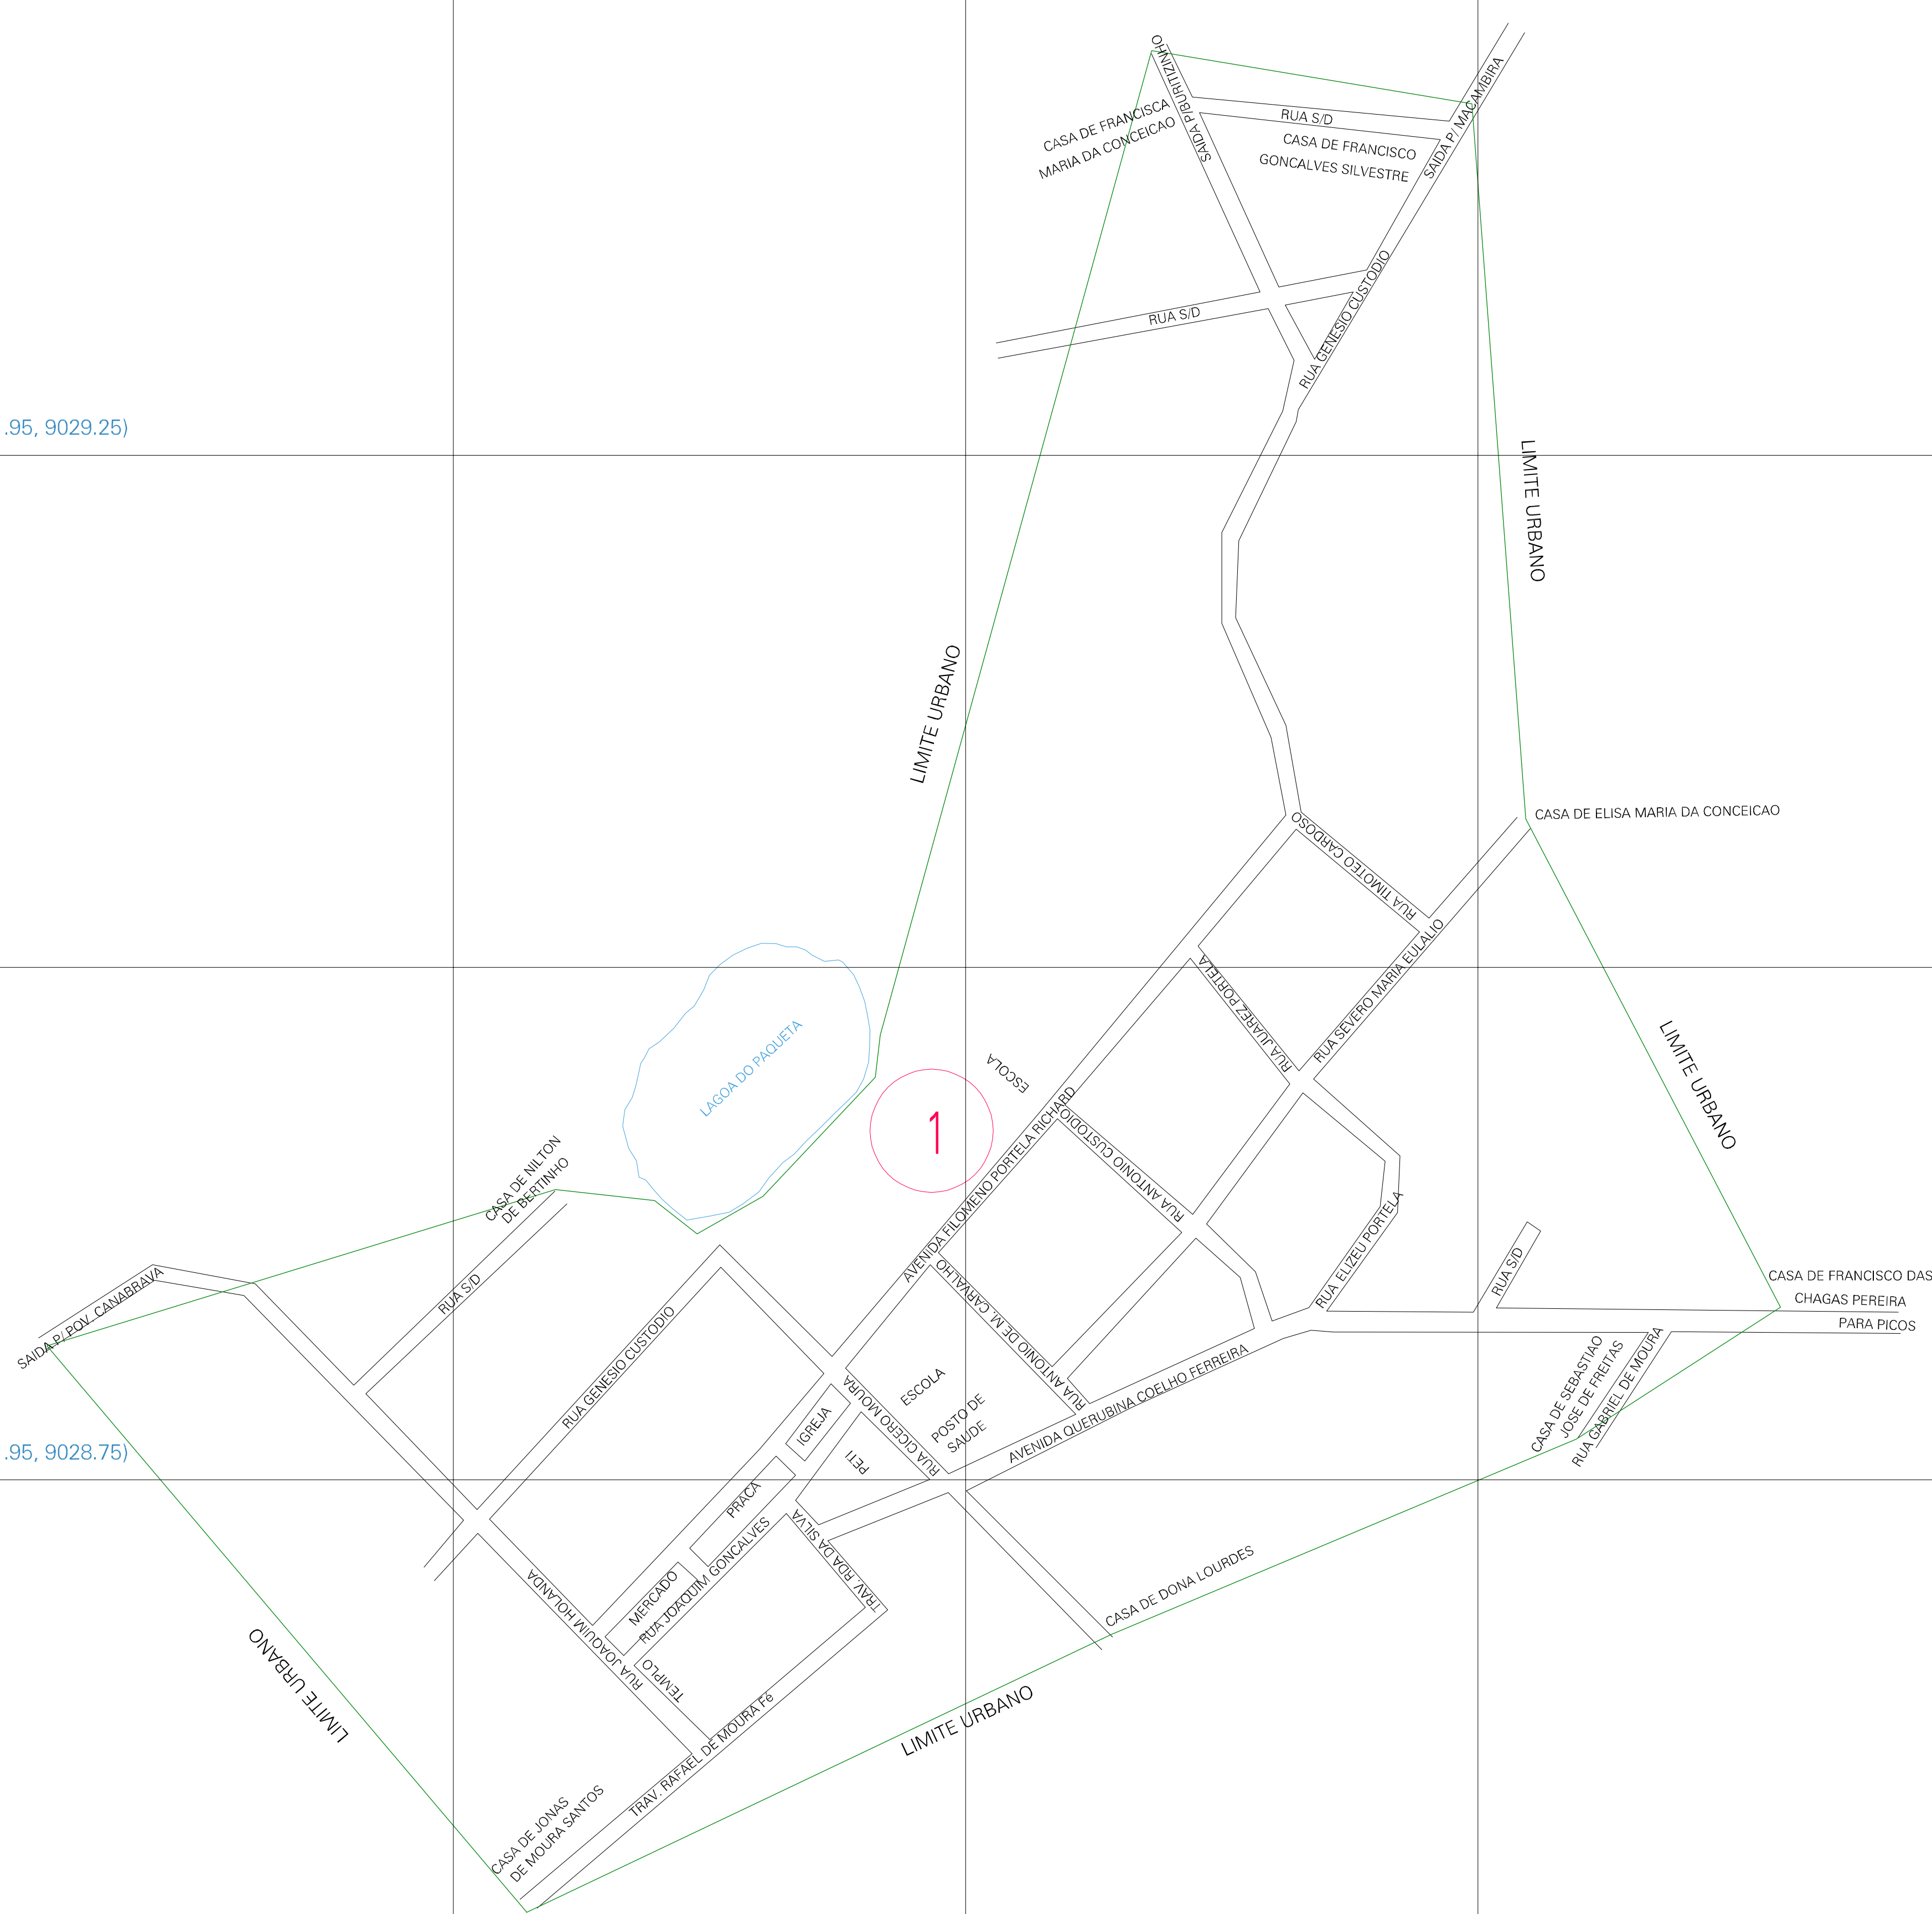 SAIDA P/BURITIZINHO
SAIDA P/ MACAMBIRA
CASA DE FRANCISCA
MARIA DA CONCEICAO
RUA S/D
CASA DE FRANCISCO
GONCALVES SILVESTRE
RUA GENESIO CUSTODIO
RUA S/D
.95, 9029.25)
LIMITE URBANO
LIMITE URBANO
CASA DE ELISA MARIA DA CONCEICAO
RUA TIMOTEO CARDOSO
RUA SEVERO MARIA EULALIO
RUA JUAREZ PORTELA
LAGOA DO PAQUETA
ESCOLA
LIMITE URBANO
1
AVENIDA FILOMENO PORTELA RICHARD
RUA ANTONIO CUSTODIO
CASA DE NILTON
DE BERTINHO
RUA ELIZEU PORTELA
RUA S/D
SAIDA P/ POV. CANABRAVA
RUA S/D
CASA DE FRANCISCO DAS
CHAGAS PEREIRA
PARA PICOS
RUA ANTONIO DE M. CARVALHO
RUA GENESIO CUSTODIO
CASA DE SEBASTIAO
JOSE DE FREITAS
RUA GABRIEL DE MOURA
AVENIDA QUERUBINA COELHO FERREIRA
ESCOLA
RUA CICERO MOURA
POSTO DE
SAUDE
IGREJA
PETI
.95, 9028.75)
PRACA
RUA JOAQUIM GONCALVES
TRAV. RDA DA SILVA
MERCADO
RUA JOAQUIM HOLANDA
CASA DE DONA LOURDES
TEMPLO
LIMITE URBANO
LIMITE URBANO
TRAV. RAFAEL DE MOURA Fé
CASA DE JONAS
DE MOURA SANTOS